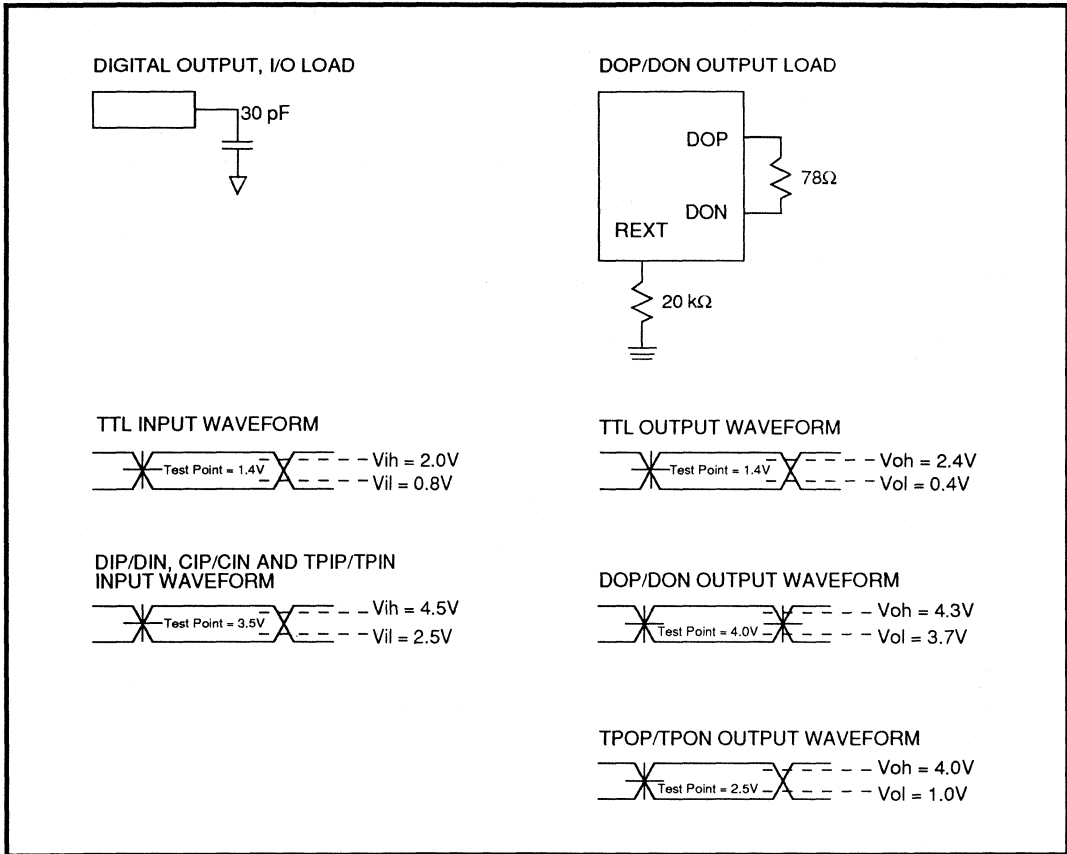 DIGITAL OUTPUT, I/O LOAD
30 pF
DOP/DON OUTPUT LOAD
DOP
78Ω
DON
REXT
20 kΩ
TTL INPUT WAVEFORM
Test Point = 1.4V
Vih = 2.0V
Vil = 0.8V
TTL OUTPUT WAVEFORM
Test Point = 1.4V
Voh = 2.4V
Vol = 0.4V
DIP/DIN, CIP/CIN AND TPIP/TPIN
INPUT WAVEFORM
Test Point = 3.5V
Vih = 4.5V
Vil = 2.5V
DOP/DON OUTPUT WAVEFORM
Test Point = 4.0V
Voh = 4.3V
Vol = 3.7V
TPOP/TPON OUTPUT WAVEFORM
Test Point = 2.5V
Voh = 4.0V
Vol = 1.0V